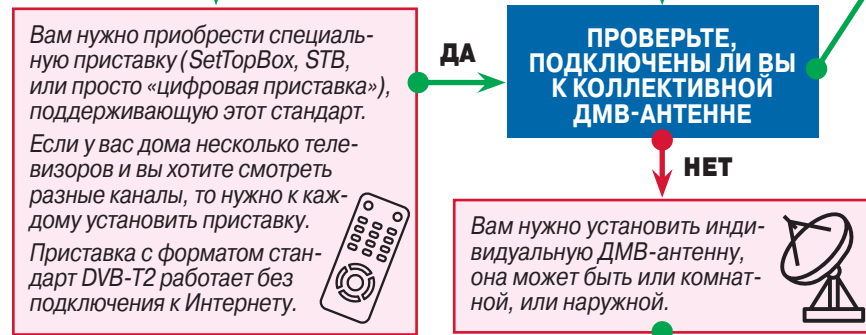 Вам нужно приобрести специаль-
ную приставку (SetTopBox, STB,
или просто «цифровая приставка»),
поддерживающую этот стандарт.
Если у вас дома несколько теле-
визоров и вы хотите смотреть
разные каналы, то нужно к каж-
дому установить приставку.
Приставка с форматом стан-
дарт DVB-T2 работает без
подключения к Интернету.
ДА
ПРОВЕРЬТЕ,
ПОДКЛЮЧЕНЫ ЛИ ВЫ
К КОЛЛЕКТИВНОЙ
ДМВ-АНТЕННЕ
НЕТ
Вам нужно установить инди-
видуальную ДМВ-антенну,
она может быть или комнат-
ной, или наружной.